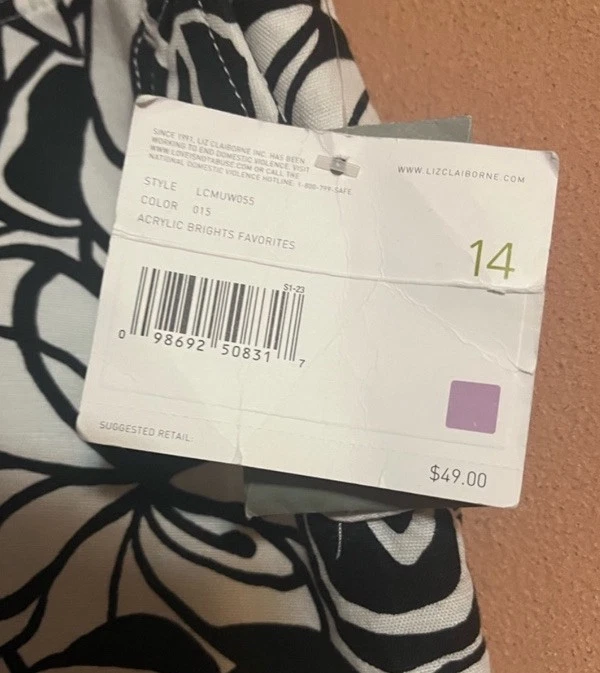 SINCE 1991, LIZ CLAIBORNE INC. HAS BEEN
WORKING TO END DOMESTIC VIOLENCE. VISIT
WWW.LOVEISNOTABUSE.COM OR CALL THE
NATIONAL DOMESTIC VIOLENCE HOTLINE: 1-800-799-SAFE
WWW.LIZCLAIBORNE.COM
STYLE LCMUW055
COLOR 015
ACRYLIC BRIGHTS FAVORITES
14
S1-23
0 98692 50831 7
SUGGESTED RETAIL:
$49.00